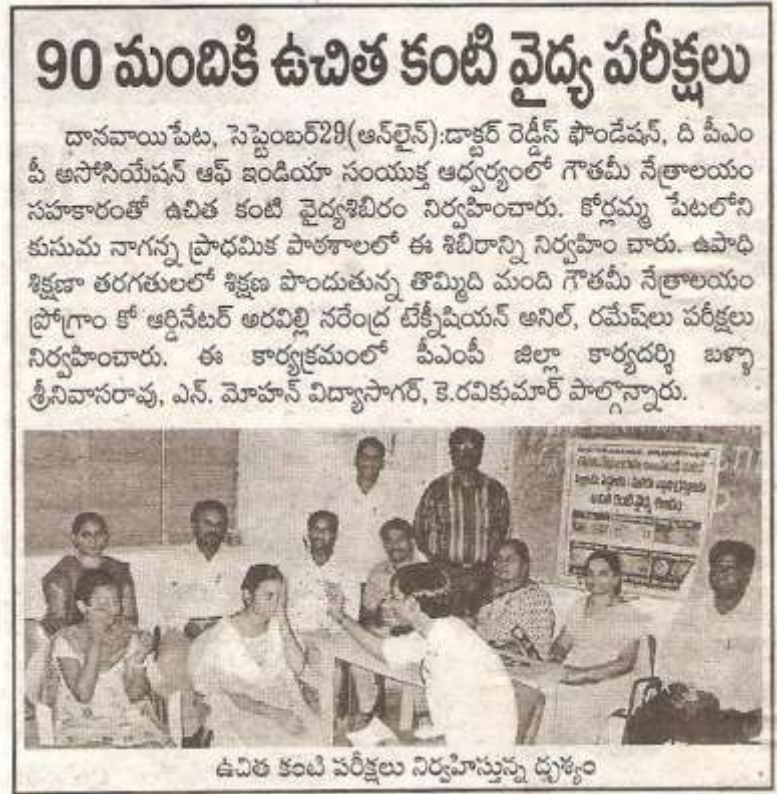 90 మందికి ఉచిత కంటి వైద్య పరీక్షలు
దానవాయిపేట, సెప్టెంబర్29(ఆన్‌లైన్):డాక్టర్ రెడ్డీస్ ఫౌండేషన్, ది పీఎం
పీ అసోసియేషన్ ఆఫ్ ఇండియా సంయుక్త ఆధ్వర్యంలో గౌతమీ నేత్రాలయం
సహకారంతో ఉచిత కంటి వైద్యశిబిరం నిర్వహించారు. కోర్లమ్మ పేటలోని
కుసుమ నాగన్న ప్రాధమిక పాఠశాలలో ఈ శిబిరాన్ని నిర్వహిం చారు. ఉపాధి
శిక్షణా తరగతులలో శిక్షణ పొందుతున్న తొమ్మిది మంది గౌతమీ నేత్రాలయం
ప్రోగ్రాం కో ఆర్డినేటర్ అరవిల్లి నరేంద్ర టెక్నీషియన్ అనిల్, రమేష్‌లు పరీక్షలు
నిర్వహించారు. ఈ కార్యక్రమంలో పీఎంపీ జిల్లా కార్యదర్శి బళ్ళా
శ్రీనివాసరావు, ఎన్. మోహన్ విద్యాసాగర్, కె.రవికుమార్ పాల్గొన్నారు.
ఉచిత కంటి వైద్య శిబిరం
ఉచిత కంటి పరీక్షలు నిర్వహిస్తున్న దృశ్యం